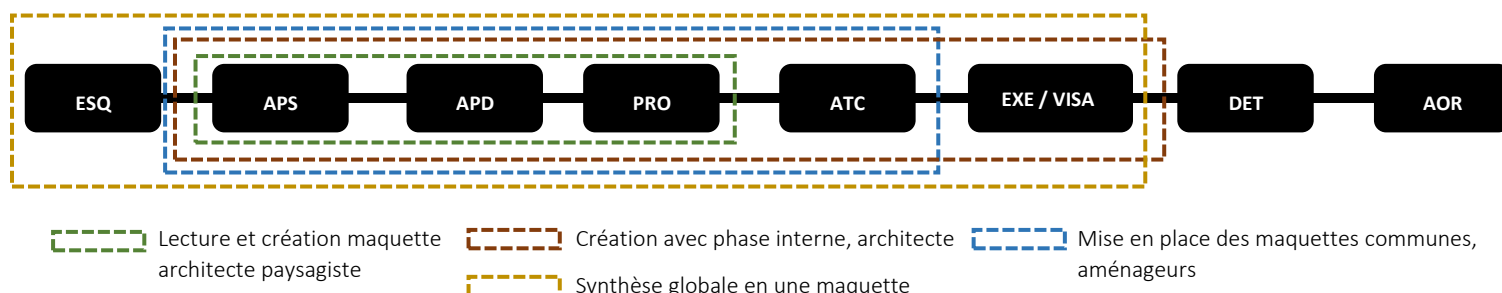 ESQ
APS
APD
PRO
ATC
EXE / VISA
DET
AOR
Lecture et création maquette
architecte paysagiste
Création avec phase interne, architecte
Synthèse globale en une maquette
Mise en place des maquettes communes,
aménageurs